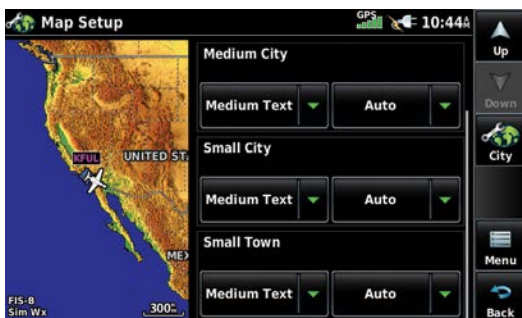 Map Setup
GPS
10:44
Up
Down
City
Menu
Back
Medium City
Medium Text
Auto
Small City
Medium Text
Auto
Small Town
Medium Text
Auto
KFUL
UNITED ST
MEX
FIS-B
Sim Wx
300